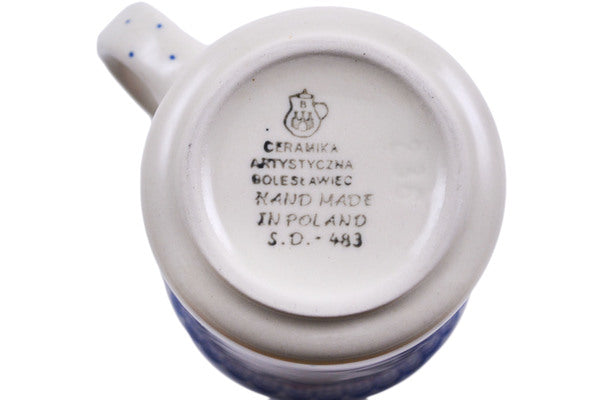 B
CERAMIKA
ARTYSTYCZNA
BOLESŁAWIEC
HAND MADE
IN POLAND
S.D.-483